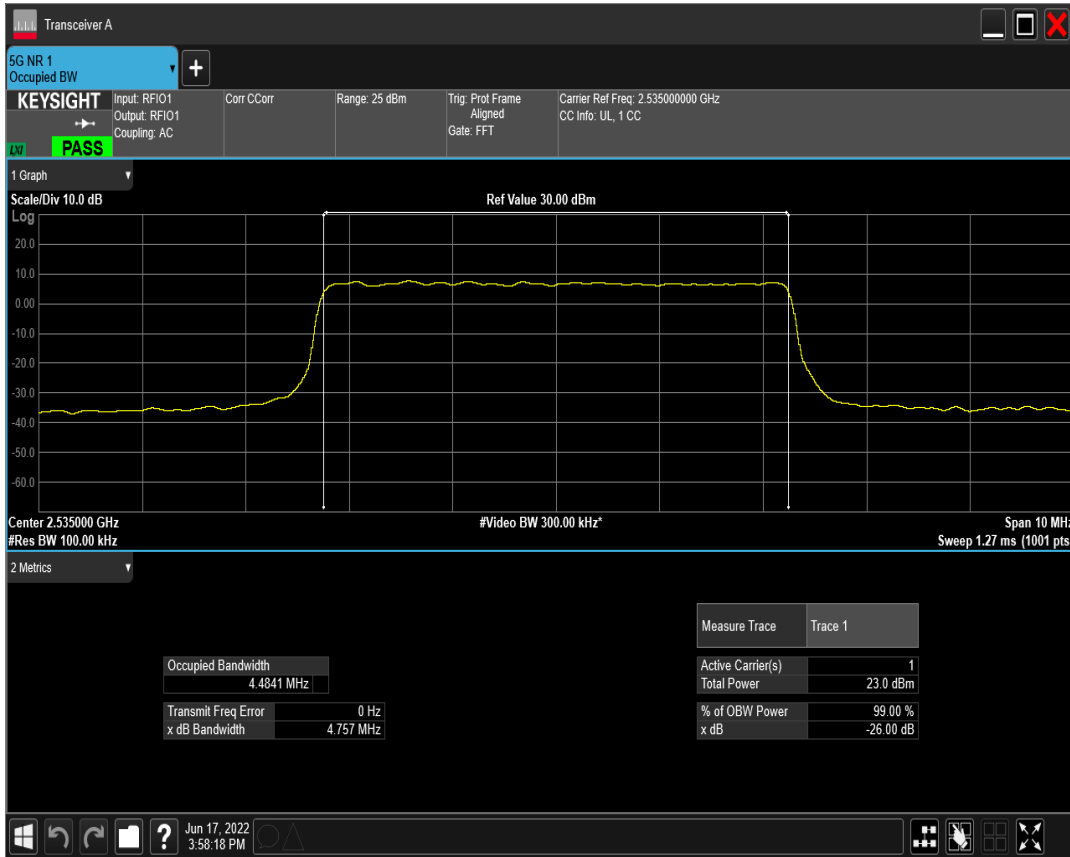 Transceiver A
5G NR 1
Occupied BW
KEYSIGHT
Input: RFIO1
Output: RFIO1
Coupling: AC
Corr CCorr
Range: 25 dBm
Trig: Prot Frame
Aligned
Gate: FFT
Carrier Ref Freq: 2.535000000 GHz
CC Info: UL, 1 CC
LXI
PASS
1 Graph
Scale/Div 10.0 dB
Ref Value 30.00 dBm
Log
20.0
10.0
0.00
-10.0
-20.0
-30.0
-40.0
-50.0
-60.0
Center 2.535000 GHz
#Video BW 300.00 kHz*
Span 10 MHz
#Res BW 100.00 kHz
Sweep 1.27 ms (1001 pts
2 Metrics
Measure Trace Trace 1
Occupied Bandwidth
4.4841 MHz
Active Carrier(s) 1
Total Power 23.0 dBm
Transmit Freq Error 0 Hz
x dB Bandwidth 4.757 MHz
% of OBW Power 99.00 %
x dB -26.00 dB
?
Jun 17, 2022
3:58:18 PM